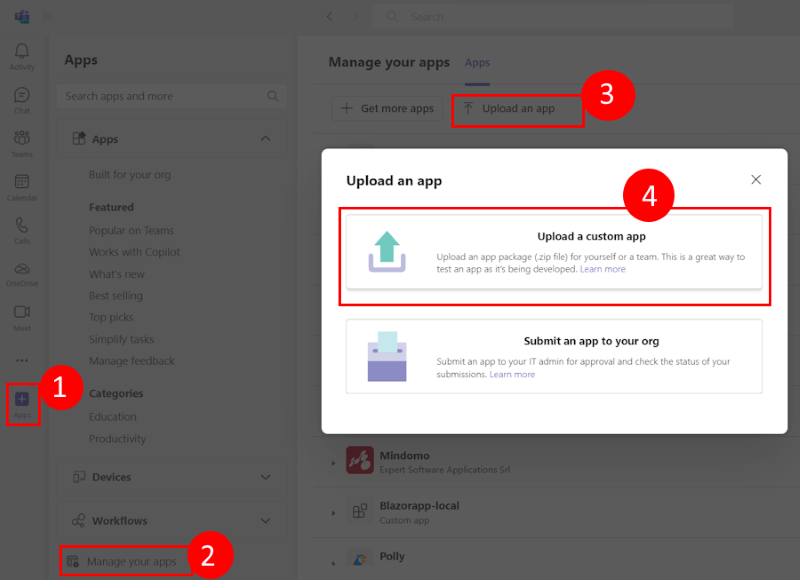 Search
Activity
Chat
Teams
Calendar
Calls
OneDrive
Meet
Apps
1
Apps
Search apps and more
Apps
Built for your org
Featured
Popular on Teams
Works with Copilot
What's new
Best selling
Top picks
Simplify tasks
Manage feedback
Categories
Education
Productivity
Devices
Workflows
Manage your apps
2
Manage your apps Apps
Get more apps Upload an app
3
Upload an app
4
Upload a custom app
Upload an app package (.zip file) for yourself or a team. This is a great way to
test an app as it's being developed. Learn more
Submit an app to your org
Submit an app to your IT admin for approval and check the status of your
submissions. Learn more
Mindomo
Expert Software Applications Srl
Blazorapp-local
Custom app
Polly